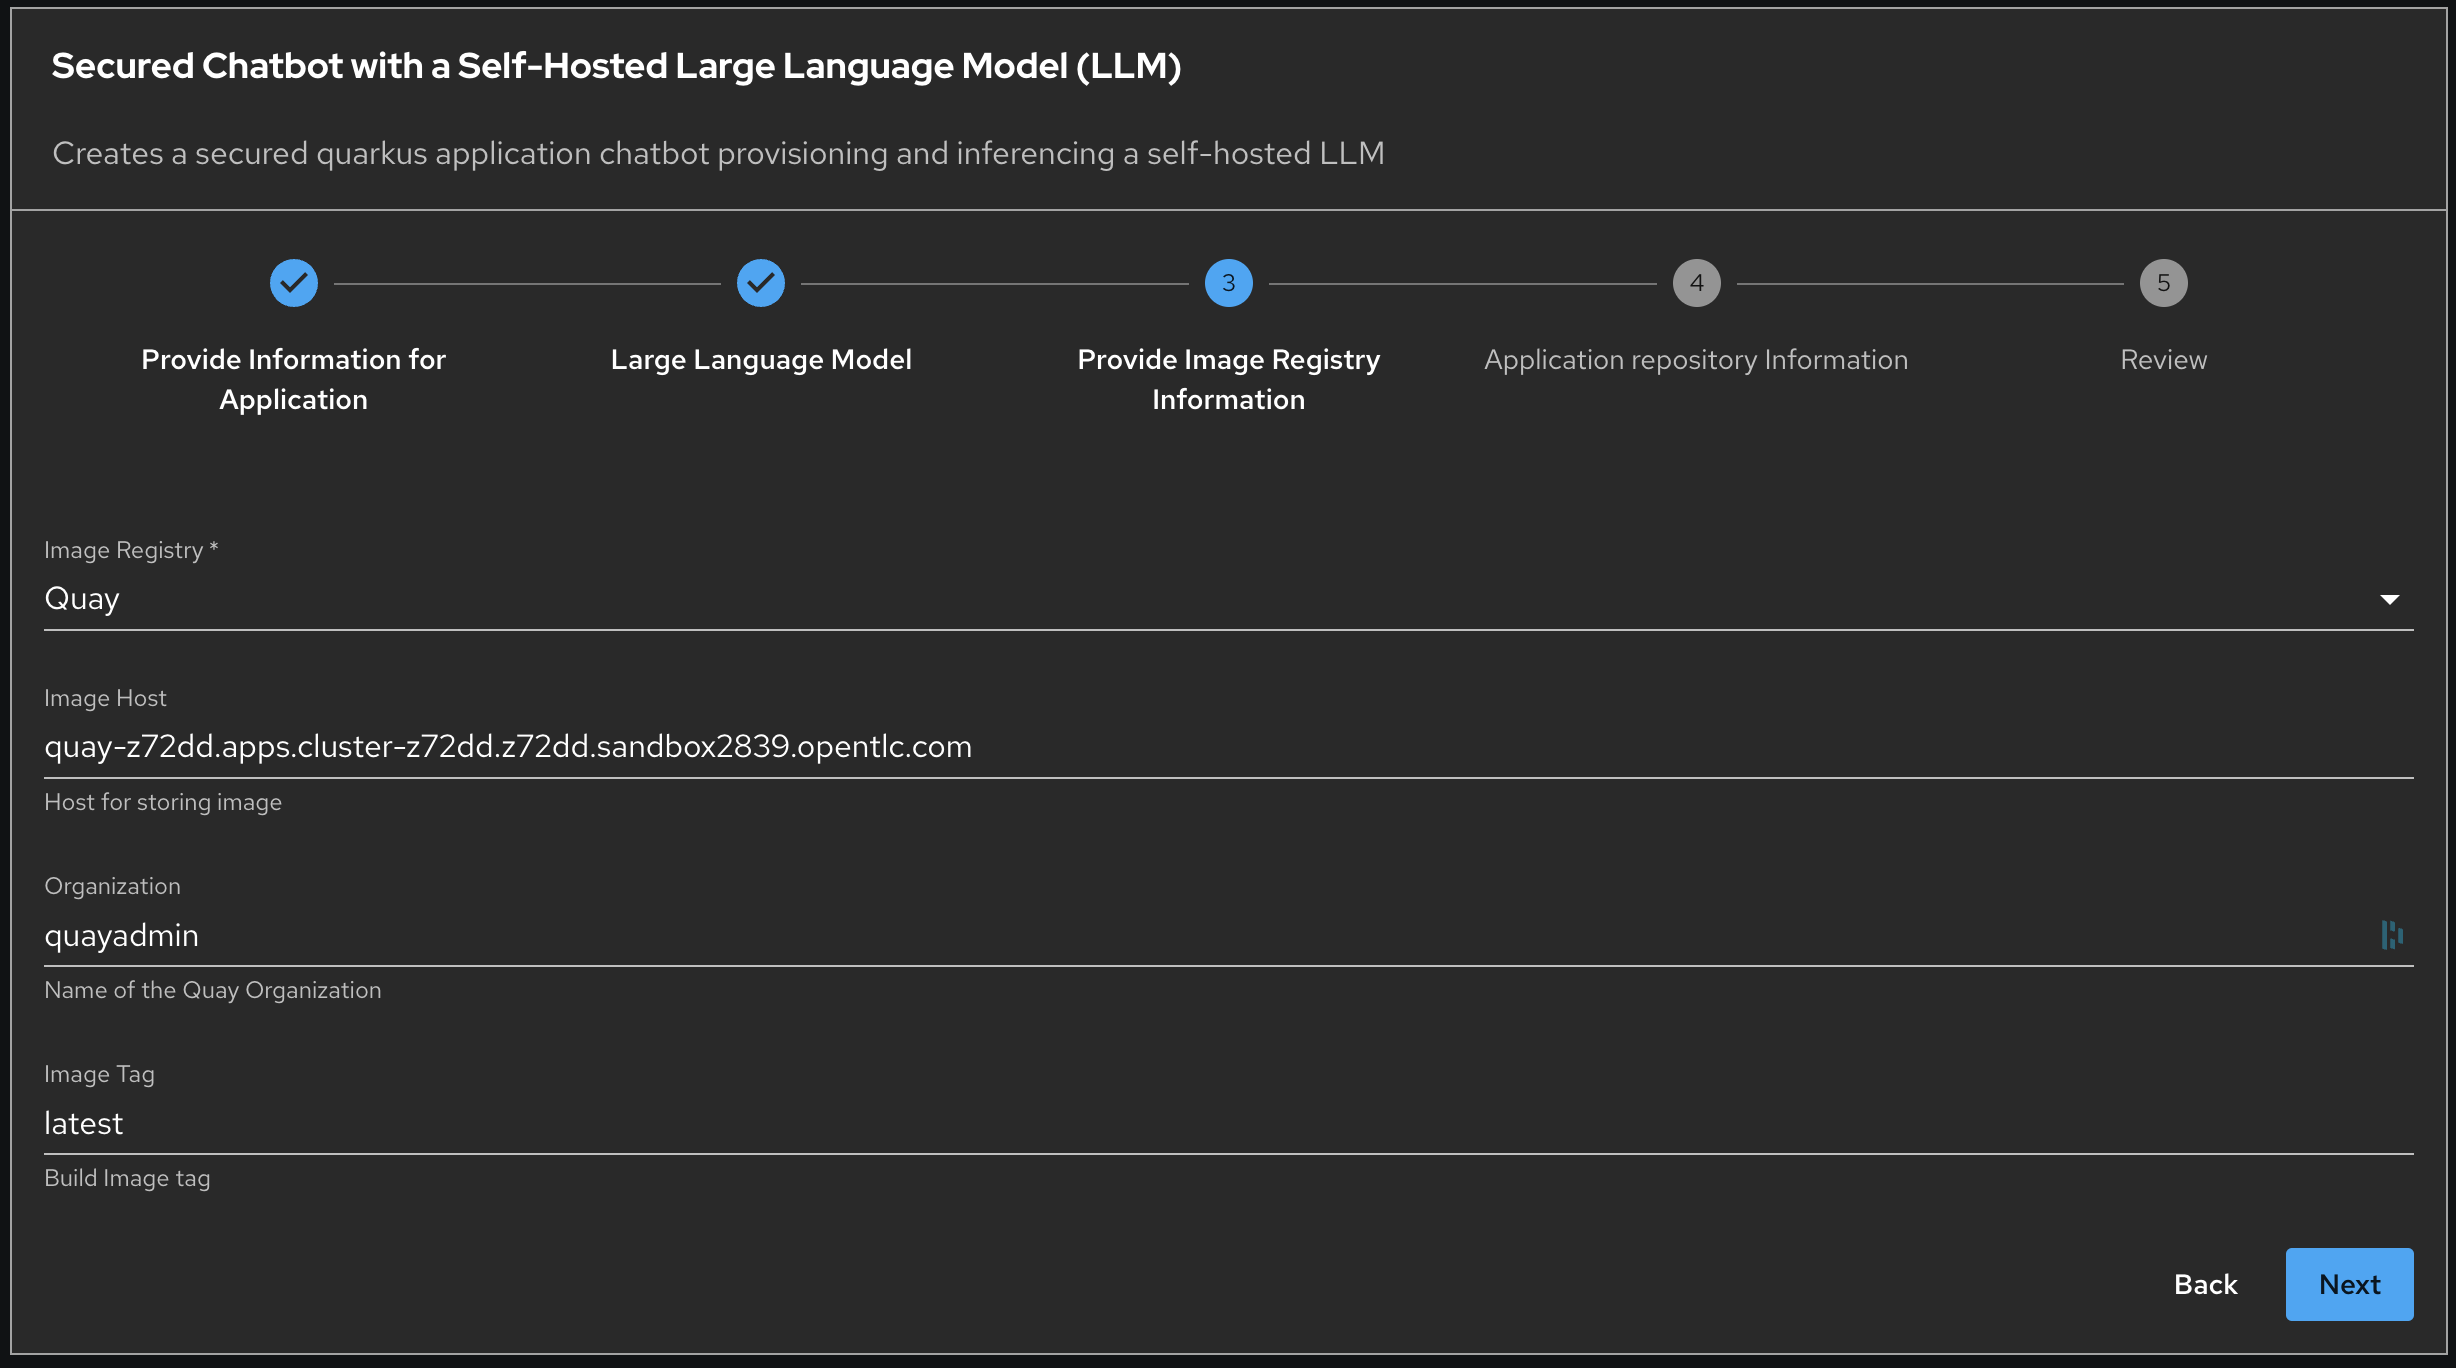 Secured Chatbot with a Self-Hosted Large Language Model (LLM)
Creates a secured quarkus application chatbot provisioning and inferencing a self-hosted LLM
3
4
5
Provide Information for
Application
Large Language Model
Provide Image Registry
Information
Application repository Information
Review
Image Registry *
Quay
Image Host
quay-z72dd.apps.cluster-z72dd.z72dd.sandbox2839.opentlc.com
Host for storing image
Organization
quayadmin
Name of the Quay Organization
Image Tag
latest
Build Image tag
Back
Next